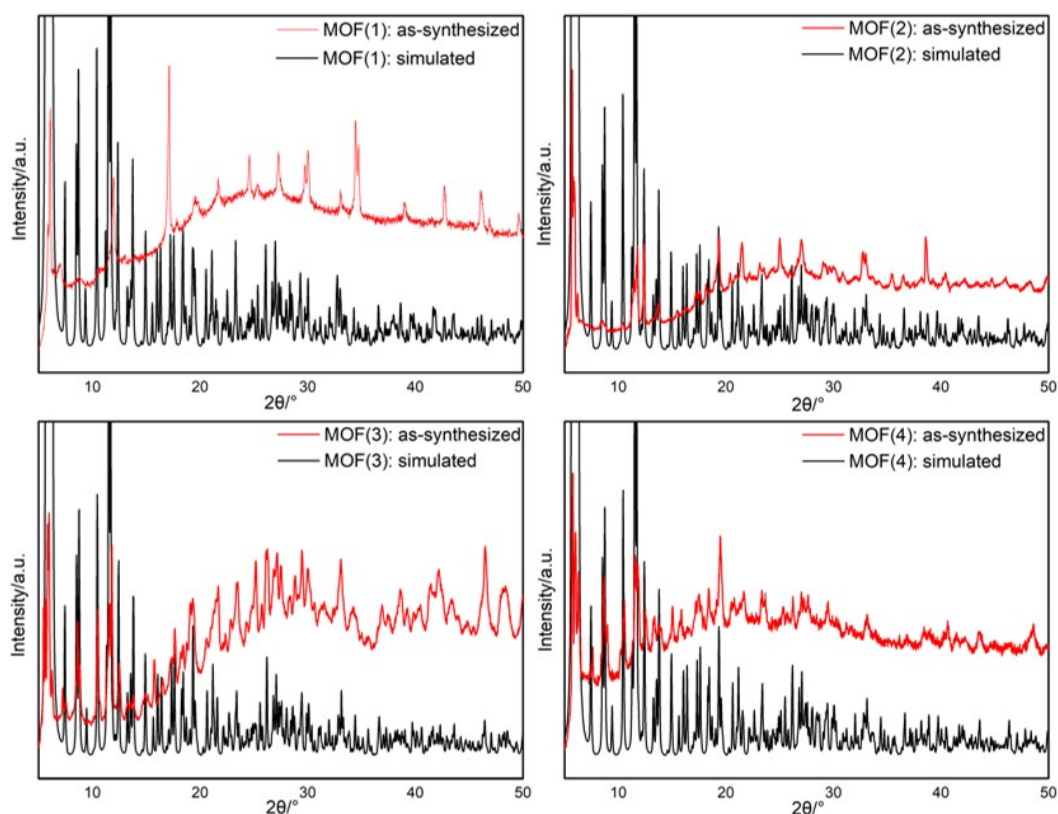 MOF(1): as-synthesized
MOF(1): simulated
Intensity/a.u.
10 20 30 40 50
2θ/°
MOF(2): as-synthesized
MOF(2): simulated
Intensity/a.u.
10 20 30 40 50
2θ/°
MOF(3): as-synthesized
MOF(3): simulated
Intensity/a.u.
10 20 30 40 50
2θ/°
MOF(4): as-synthesized
MOF(4): simulated
Intensity/a.u.
10 20 30 40 50
2θ/°